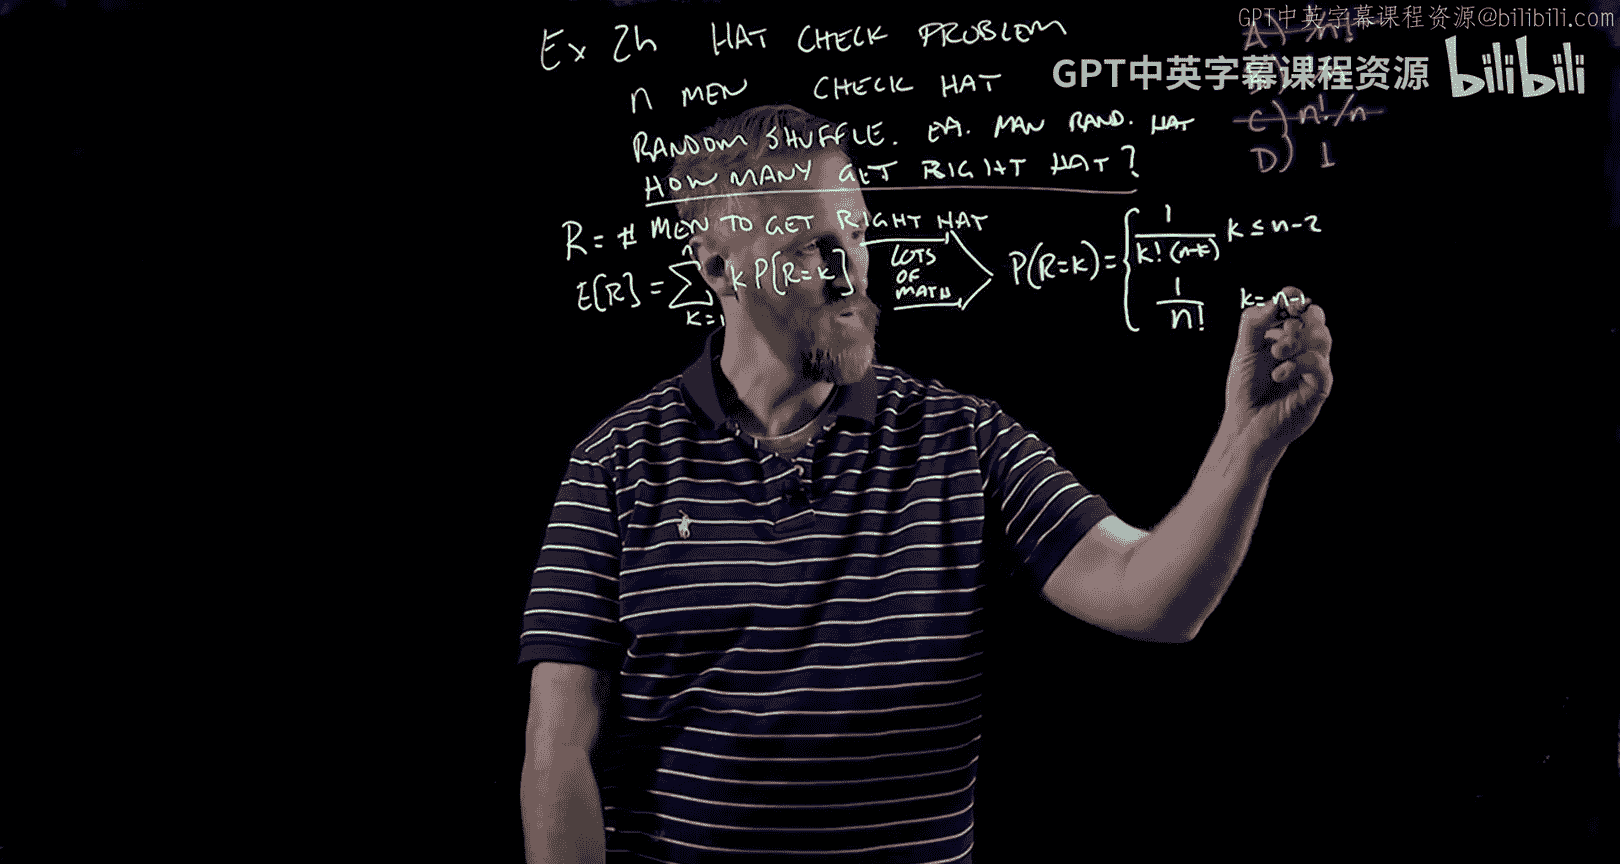 GPT中英字幕课程资源@bilibili.com
GPT中英字幕课程资源 bilibili
Ex 2h HAT CHECK PROBLEM
n MEN CHECK HAT
RANDOM SHUFFLE. EA. MAN RAND. HAT
HOW MANY GET RIGHT HAT?
A) n!
C) n!/n
D) 1
R = # MEN TO GET RIGHT HAT
E[R] = n∑k=1 k P[R=k] LOTS OF MATH P(R=k) = { 1/k!(n-k) k ≤ n-2
1/n! k = n-1